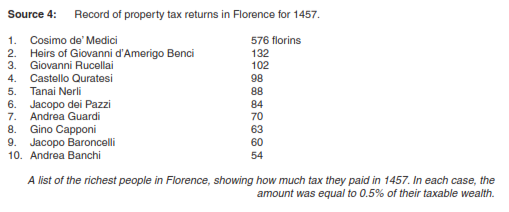 Source 4: Record of property tax returns in Florence for 1457.
1. Cosimo de' Medici 576 florins
2. Heirs of Giovanni d'Amerigo Benci 132
3. Giovanni Rucellai 102
4. Castello Quratesi 98
5. Tanai Nerli 88
6. Jacopo dei Pazzi 84
7. Andrea Guardi 70
8. Gino Capponi 63
9. Jacopo Baroncelli 60
10. Andrea Banchi 54
A list of the richest people in Florence, showing how much tax they paid in 1457. In each case, the
amount was equal to 0.5% of their taxable wealth.